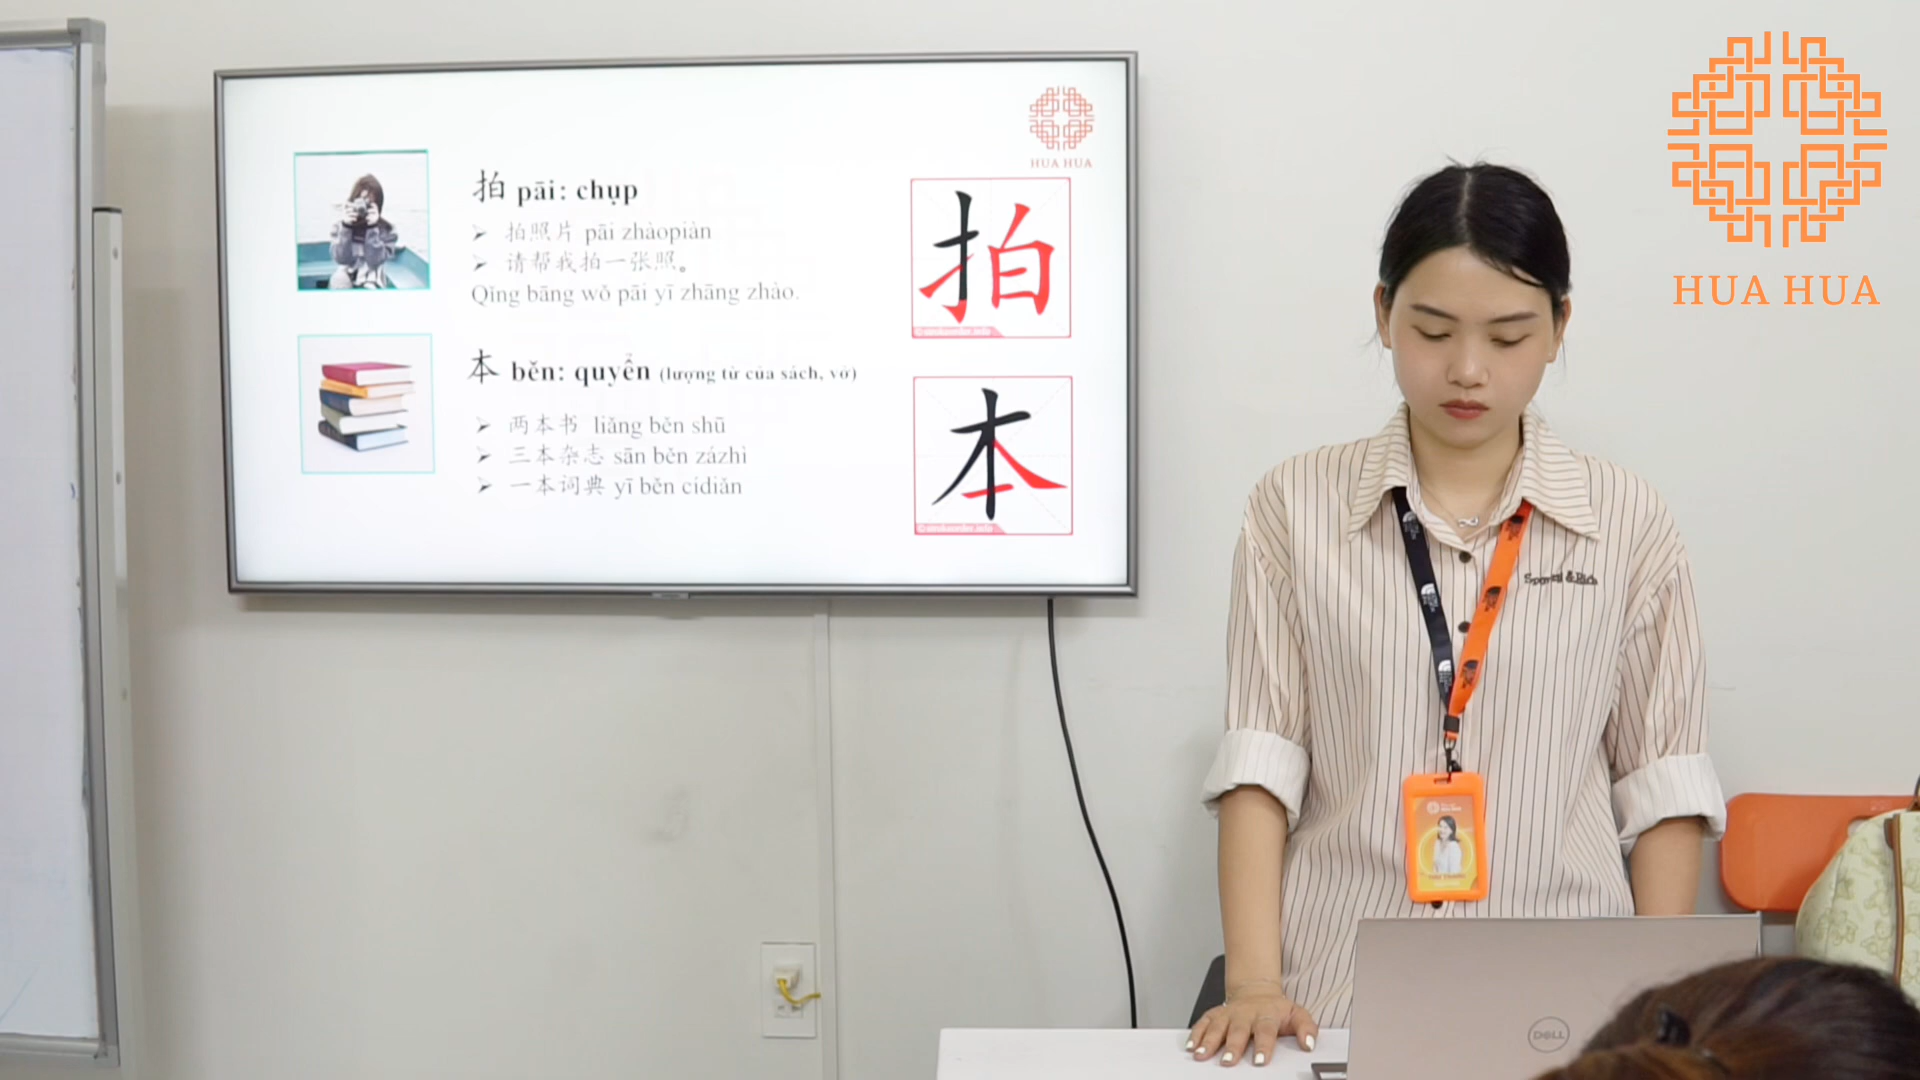 HUA HUA
拍 pāi: chụp
拍照片 pāi zhàopiàn
请帮我拍一张照。
Qǐng bāng wǒ pāi yī zhāng zhào.
拍
本 běn: quyển (lượng từ của sách, vở)
两本书 liǎng běn shū
三本杂志 sān běn zázhì
一本词典 yī běn cídiǎn
本
HUA HUA
DELL